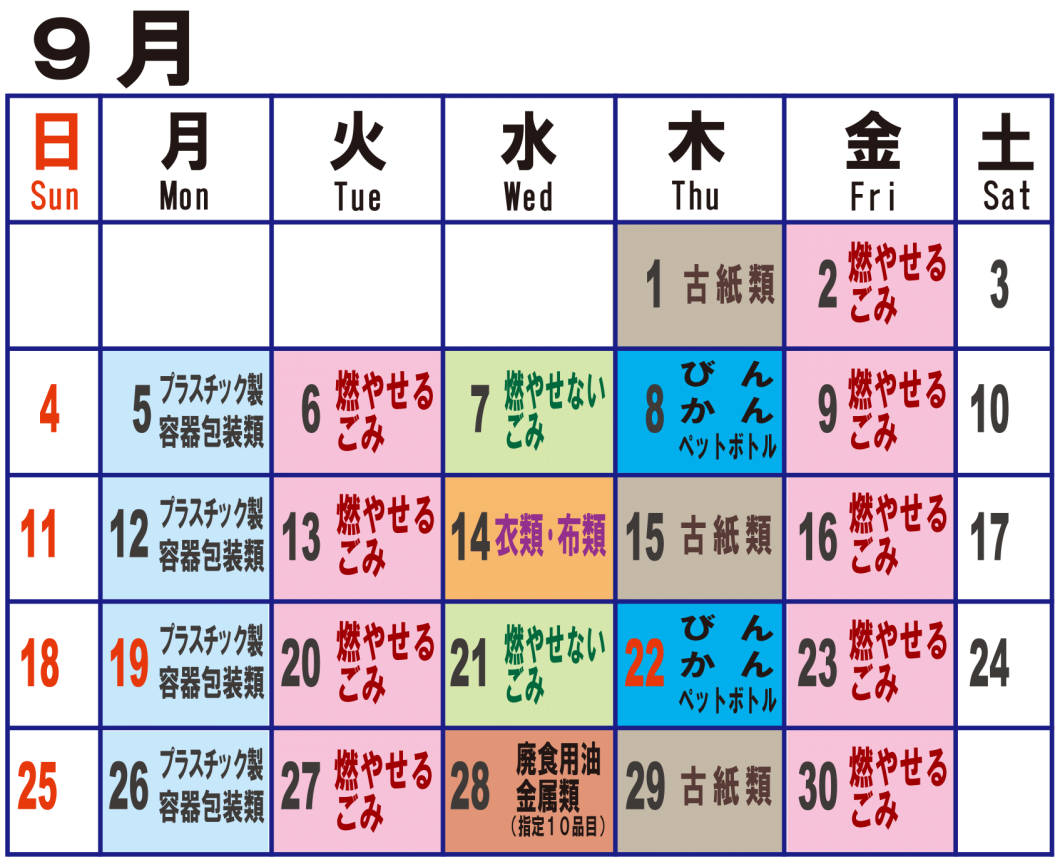 9月
日 月 火 水 木 金 土
Sun Mon Tue Wed Thu Fri Sat
1 古紙類
2 燃やせる
ごみ
3
4
5 プラスチック製
容器包装類
6 燃やせる
ごみ
7 燃やせない
ごみ
8 びん
かん
ペットボトル
9 燃やせる
ごみ
10
11
12 プラスチック製
容器包装類
13 燃やせる
ごみ
14 衣類・布類
15 古紙類
16 燃やせる
ごみ
17
18
19 プラスチック製
容器包装類
20 燃やせる
ごみ
21 燃やせない
ごみ
22 びん
かん
ペットボトル
23 燃やせる
ごみ
24
25
26 プラスチック製
容器包装類
27 燃やせる
ごみ
28 廃食用油
金属類
(指定10品目)
29 古紙類
30 燃やせる
ごみ